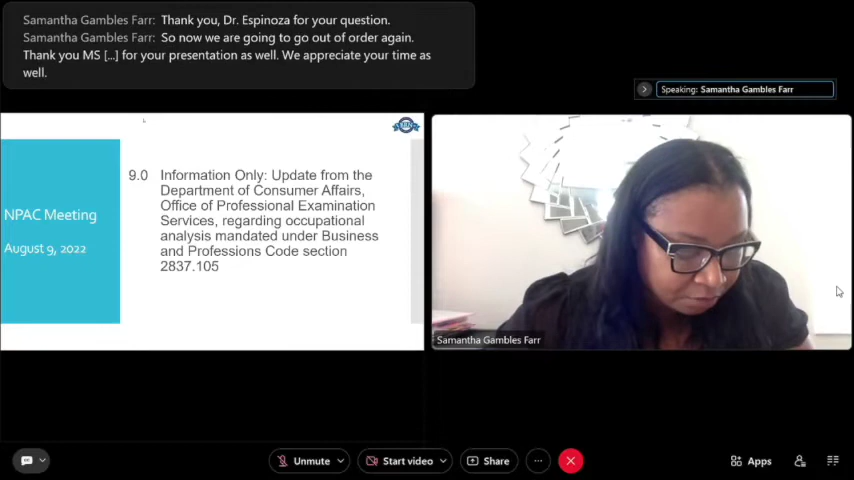 Samantha Gambles Farr: Thank you, Dr. Espinoza for your question.
Samantha Gambles Farr: So now we are going to go out of order again.
Thank you MS [...] for your presentation as well. We appreciate your time as
well.
Speaking: Samantha Gambles Farr
NPAC Meeting
August 9, 2022
9.0 Information Only: Update from the
Department of Consumer Affairs,
Office of Professional Examination
Services, regarding occupational
analysis mandated under Business
and Professions Code section
2837.105
Samantha Gambles Farr
Unmute
Start video
Share
Apps